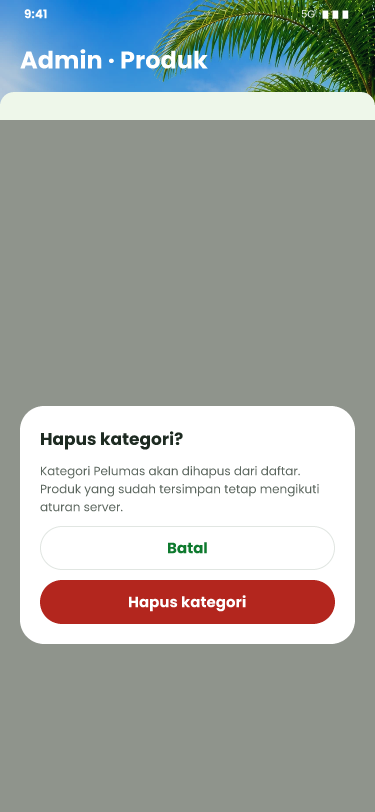 9:41
5G
Admin · Produk
Hapus kategori?
Kategori Pelumas akan dihapus dari daftar.
Produk yang sudah tersimpan tetap mengikuti
aturan server.
Batal
Hapus kategori